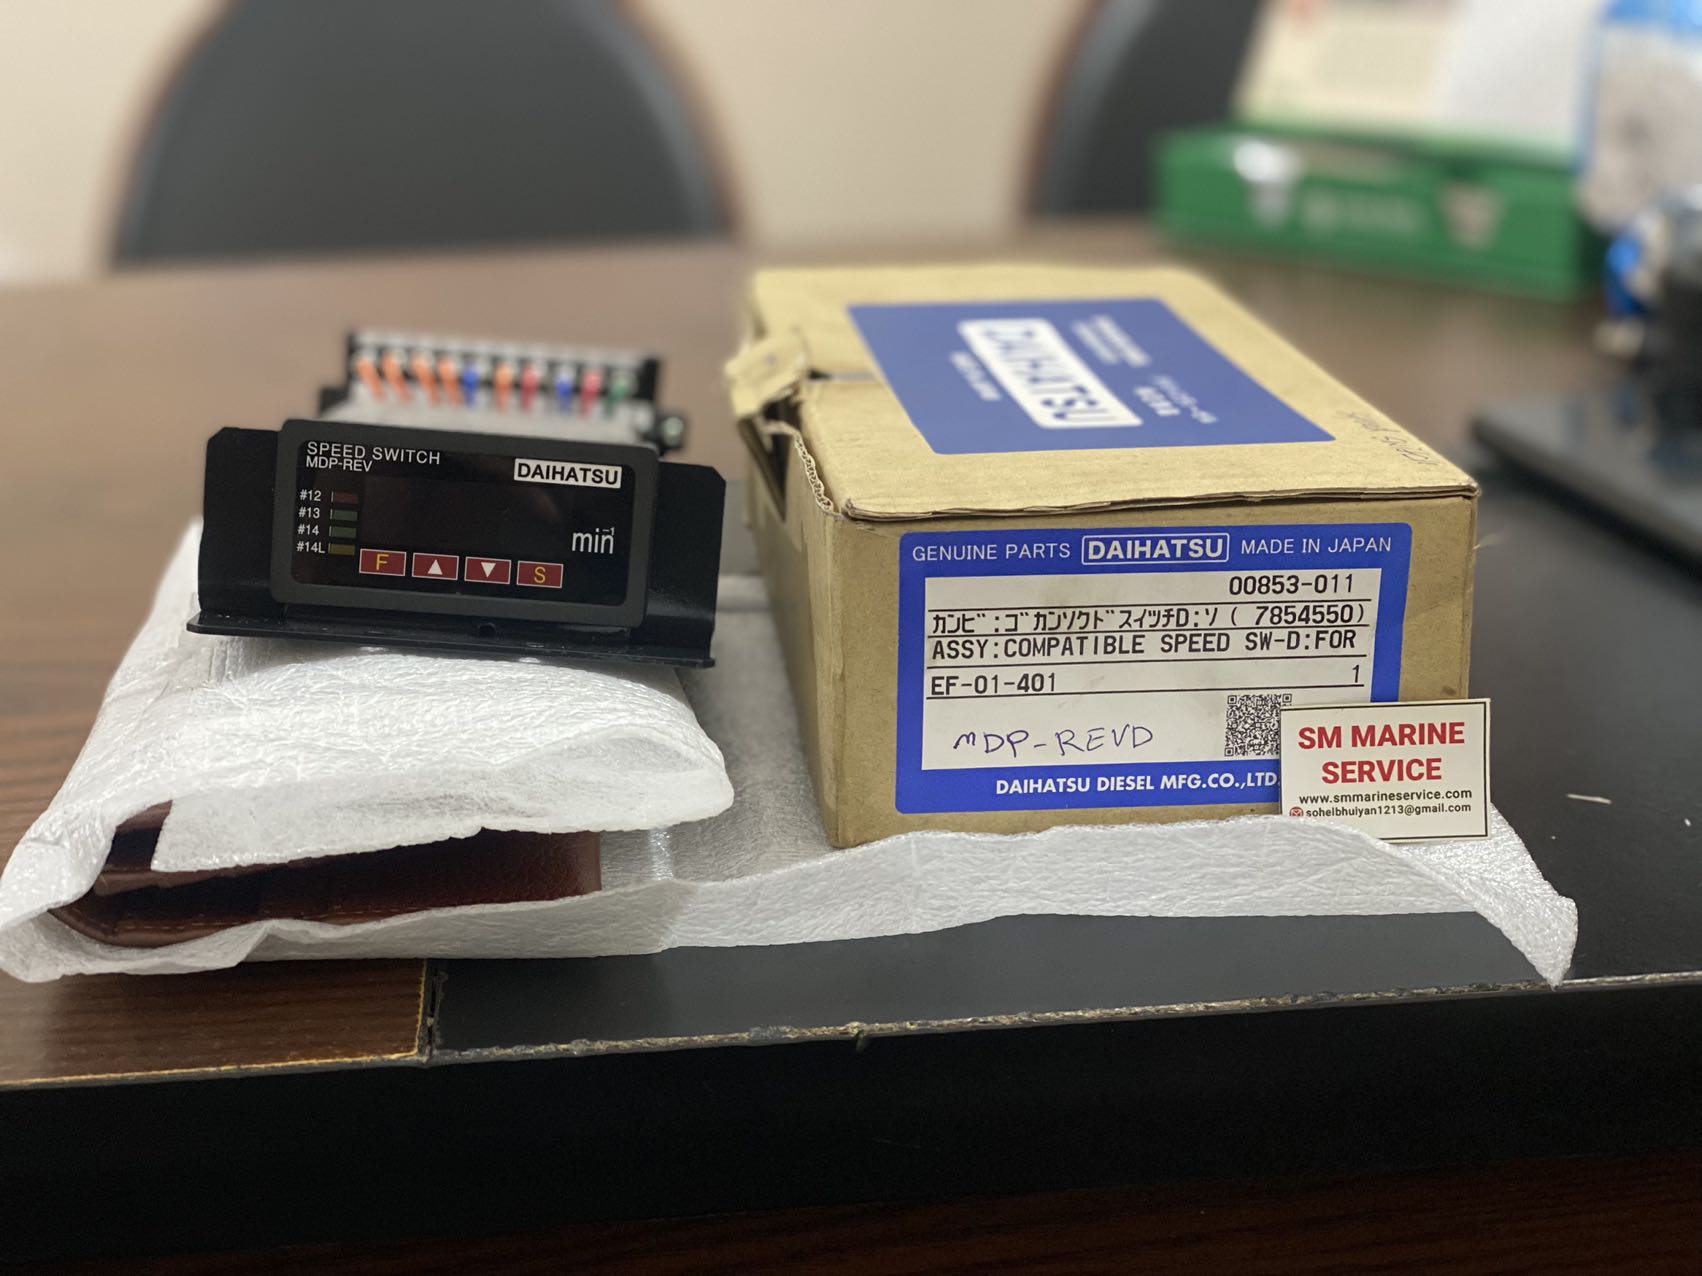 SPEED SWITCH
MDP-REV
DAIHATSU
#12
#13
#14
#14L
min⁻¹
F ▲ ▼ S
DAIHATSU
GENUINE PARTS DAIHATSU MADE IN JAPAN
00853-011
カンビ:ゴカンソクドスイッチD:ソ ( 7854550)
ASSY:COMPATIBLE SPEED SW-D:FOR
EF-01-401 1
MDP-REVD
DAIHATSU DIESEL MFG.CO.,LTD.
SM MARINE
SERVICE
www.smmarineservice.com
soheibhuiyan1213@gmail.com